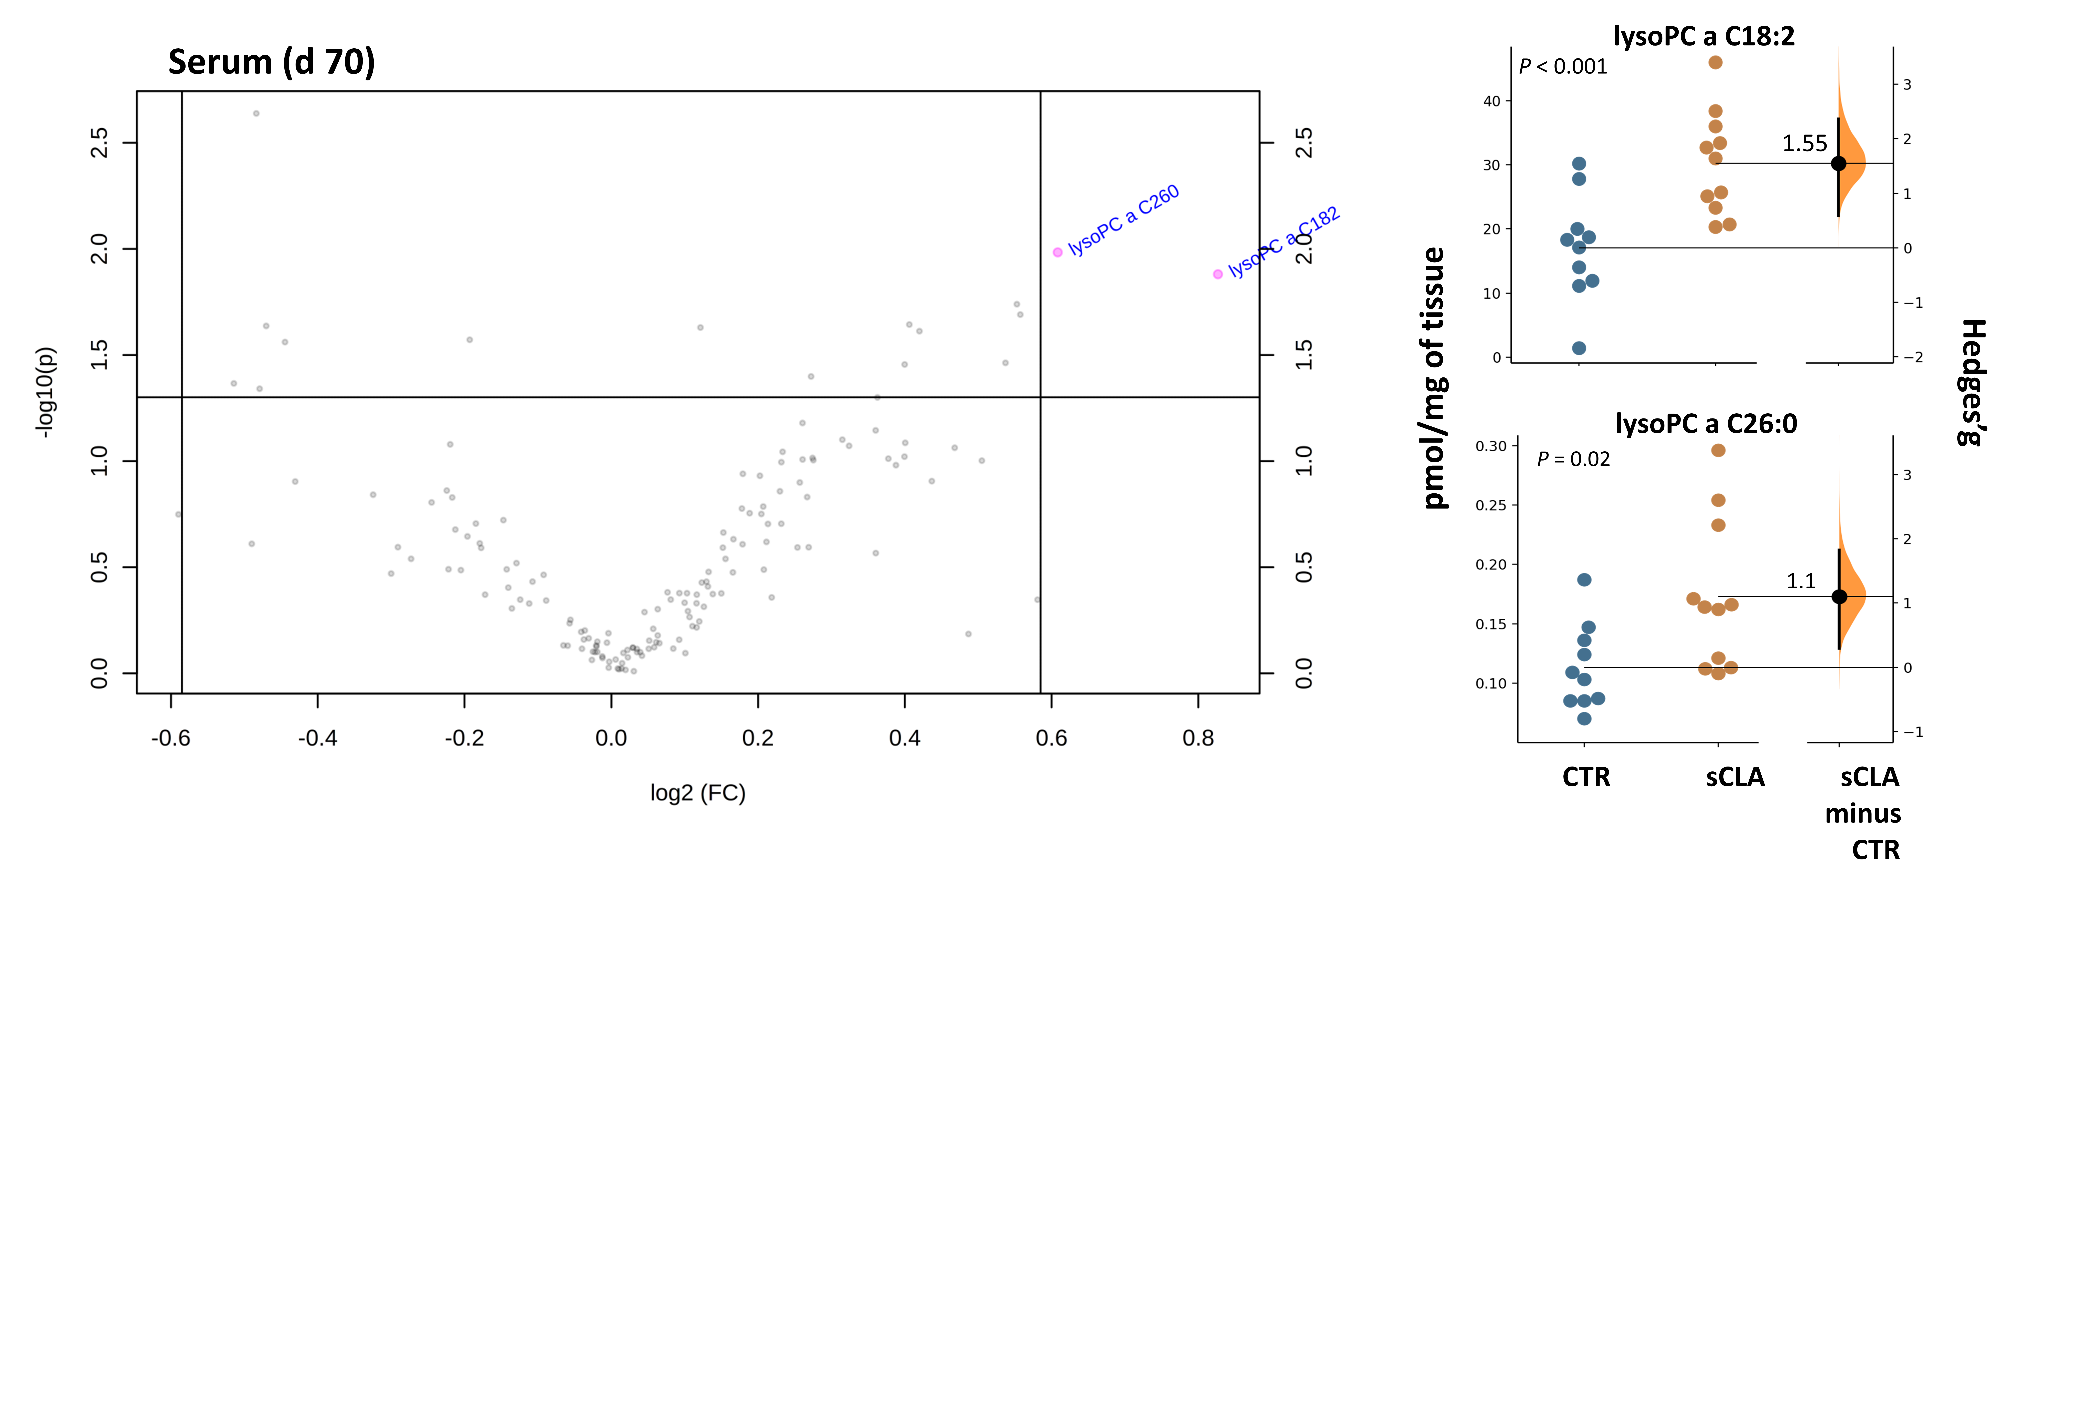 Serum (d 70)
-log10(p)
2.5
2.0
1.5
1.0
0.5
0.0
2.5
2.0
1.5
1.0
0.5
0.0
lysoPC a C260
lysoPC a C182
-0.6 -0.4 -0.2 0.0 0.2 0.4 0.6 0.8
log2 (FC)
pmol/mg of tissue
lysoPC a C18:2
P < 0.001
40
30
20
10
0
1.55
3
2
1
0
−1
−2
Hedges’g
lysoPC a C26:0
P = 0.02
0.30
0.25
0.20
0.15
0.10
1.1
3
2
1
0
−1
CTR sCLA sCLA
minus
CTR